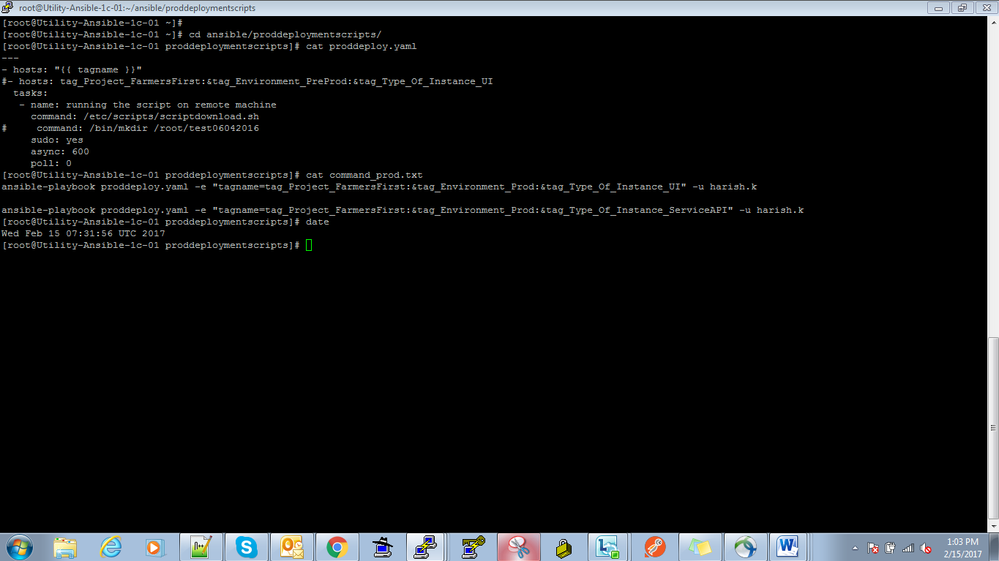 root@Utility-Ansible-1c-01:~/ansible/proddeploymentscripts
[root@Utility-Ansible-1c-01 ~]#
[root@Utility-Ansible-1c-01 ~]# cd ansible/proddeploymentscripts/
[root@Utility-Ansible-1c-01 proddeploymentscripts]# cat proddeploy.yaml
---
- hosts: "{{ tagname }}"
#- hosts: tag_Project_FarmersFirst:&tag_Environment_PreProd:&tag_Type_Of_Instance_UI
  tasks:
   - name: running the script on remote machine
     command: /etc/scripts/scriptdownload.sh
#     command: /bin/mkdir /root/test06042016
     sudo: yes
     async: 600
     poll: 0
[root@Utility-Ansible-1c-01 proddeploymentscripts]# cat command_prod.txt
ansible-playbook proddeploy.yaml -e "tagname=tag_Project_FarmersFirst:&tag_Environment_Prod:&tag_Type_Of_Instance_UI" -u harish.k
ansible-playbook proddeploy.yaml -e "tagname=tag_Project_FarmersFirst:&tag_Environment_Prod:&tag_Type_Of_Instance_ServiceAPI" -u harish.k
[root@Utility-Ansible-1c-01 proddeploymentscripts]# date
Wed Feb 15 07:31:56 UTC 2017
[root@Utility-Ansible-1c-01 proddeploymentscripts]#
1:03 PM
2/15/2017